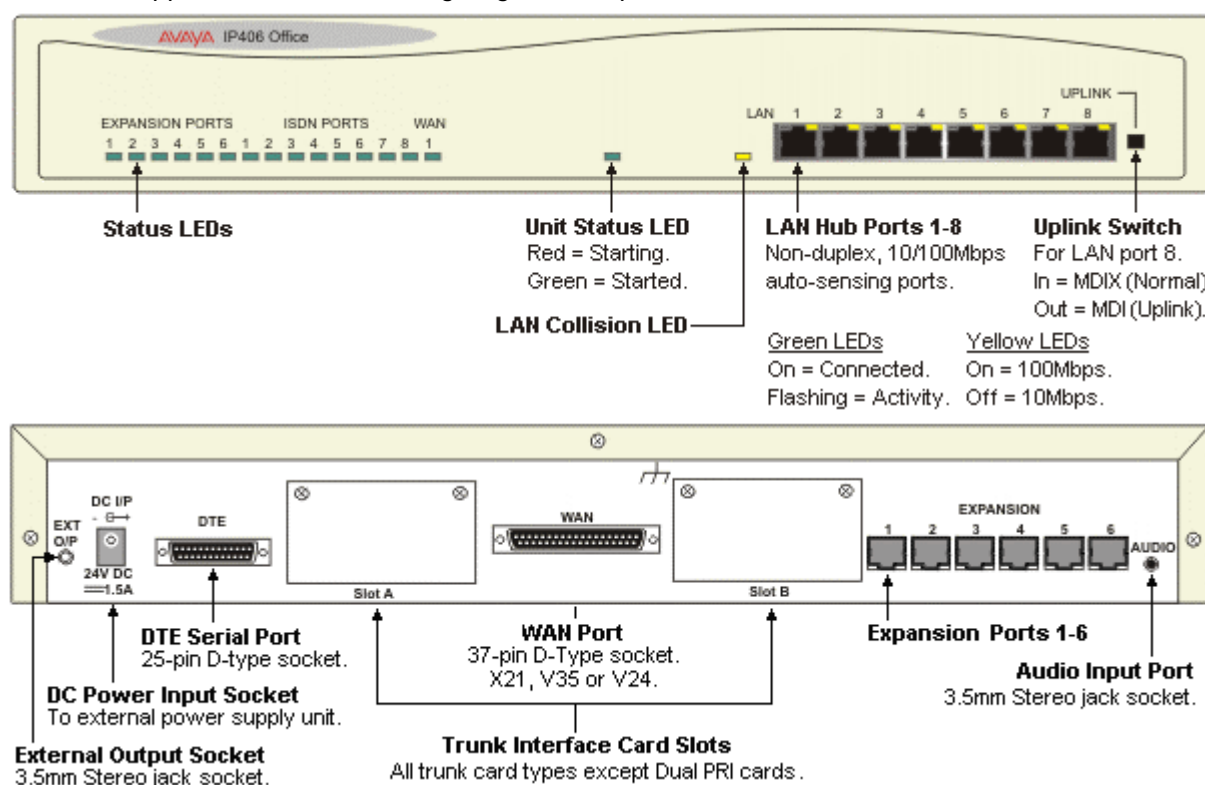 AVAYA IP406 Office
UPLINK
EXPANSION PORTS ISDN PORTS WAN
LAN 1 2 3 4 5 6 7 8
1 2 3 4 5 6 1 2 3 4 5 6 7 8 1
Status LEDs
Unit Status LED
Red = Starting.
Green = Started.
LAN Collision LED
LAN Hub Ports 1-8
Non-duplex, 10/100Mbps
auto-sensing ports.
Green LEDs
On = Connected.
Flashing = Activity.
Yellow LEDs
On = 100Mbps.
Off = 10Mbps.
Uplink Switch
For LAN port 8.
In = MDIX (Normal)
Out = MDI (Uplink).
EXT
O/P
DC I/P
- +
24V DC
1.5A
DTE
Slot A
WAN
Slot B
EXPANSION
1 2 3 4 5 6
AUDIO
DTE Serial Port
25-pin D-type socket.
DC Power Input Socket
To external power supply unit.
External Output Socket
3.5mm Stereo jack socket.
WAN Port
37-pin D-Type socket.
X21, V35 or V24.
Trunk Interface Card Slots
All trunk card types except Dual PRI cards.
Expansion Ports 1-6
Audio Input Port
3.5mm Stereo jack socket.